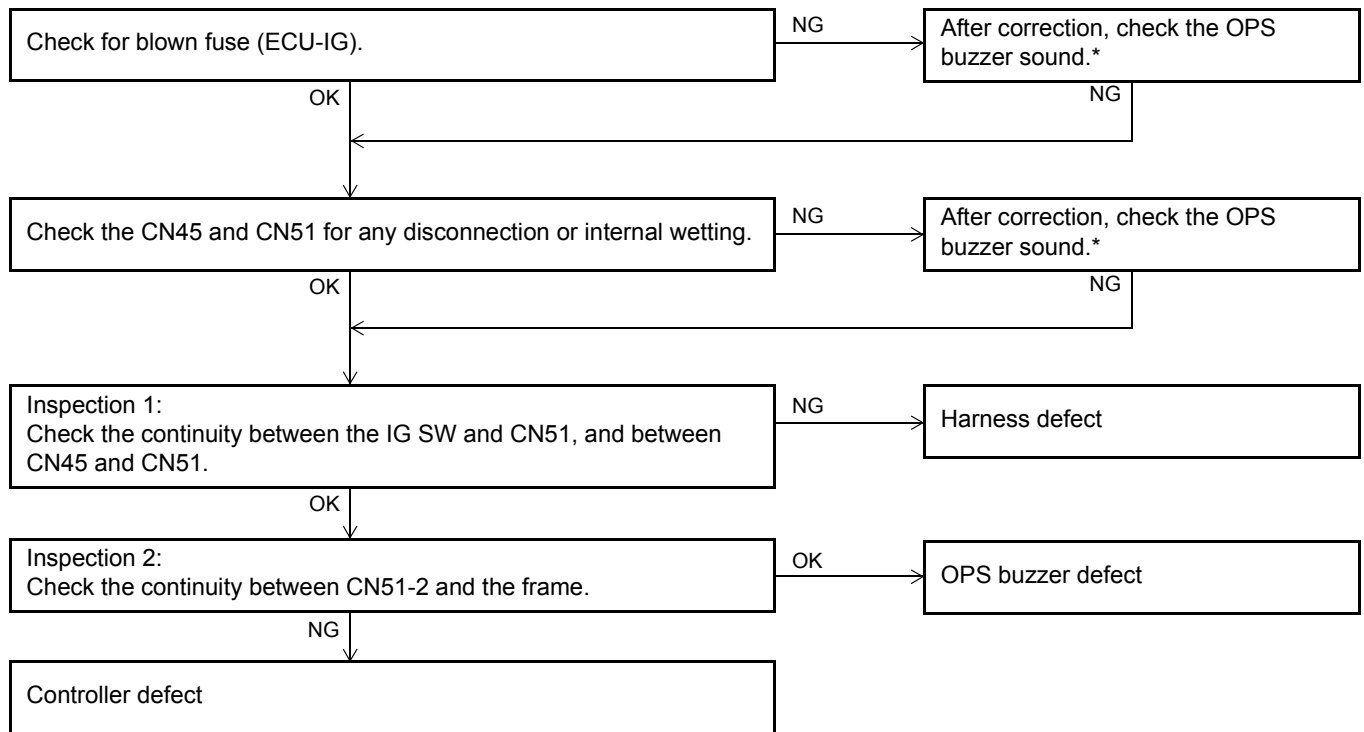 Check for blown fuse (ECU-IG).
NG
After correction, check the OPS
buzzer sound.*
OK
NG
Check the CN45 and CN51 for any disconnection or internal wetting.
NG
After correction, check the OPS
buzzer sound.*
OK
NG
Inspection 1:
Check the continuity between the IG SW and CN51, and between
CN45 and CN51.
NG
Harness defect
OK
Inspection 2:
Check the continuity between CN51-2 and the frame.
OK
OPS buzzer defect
NG
Controller defect